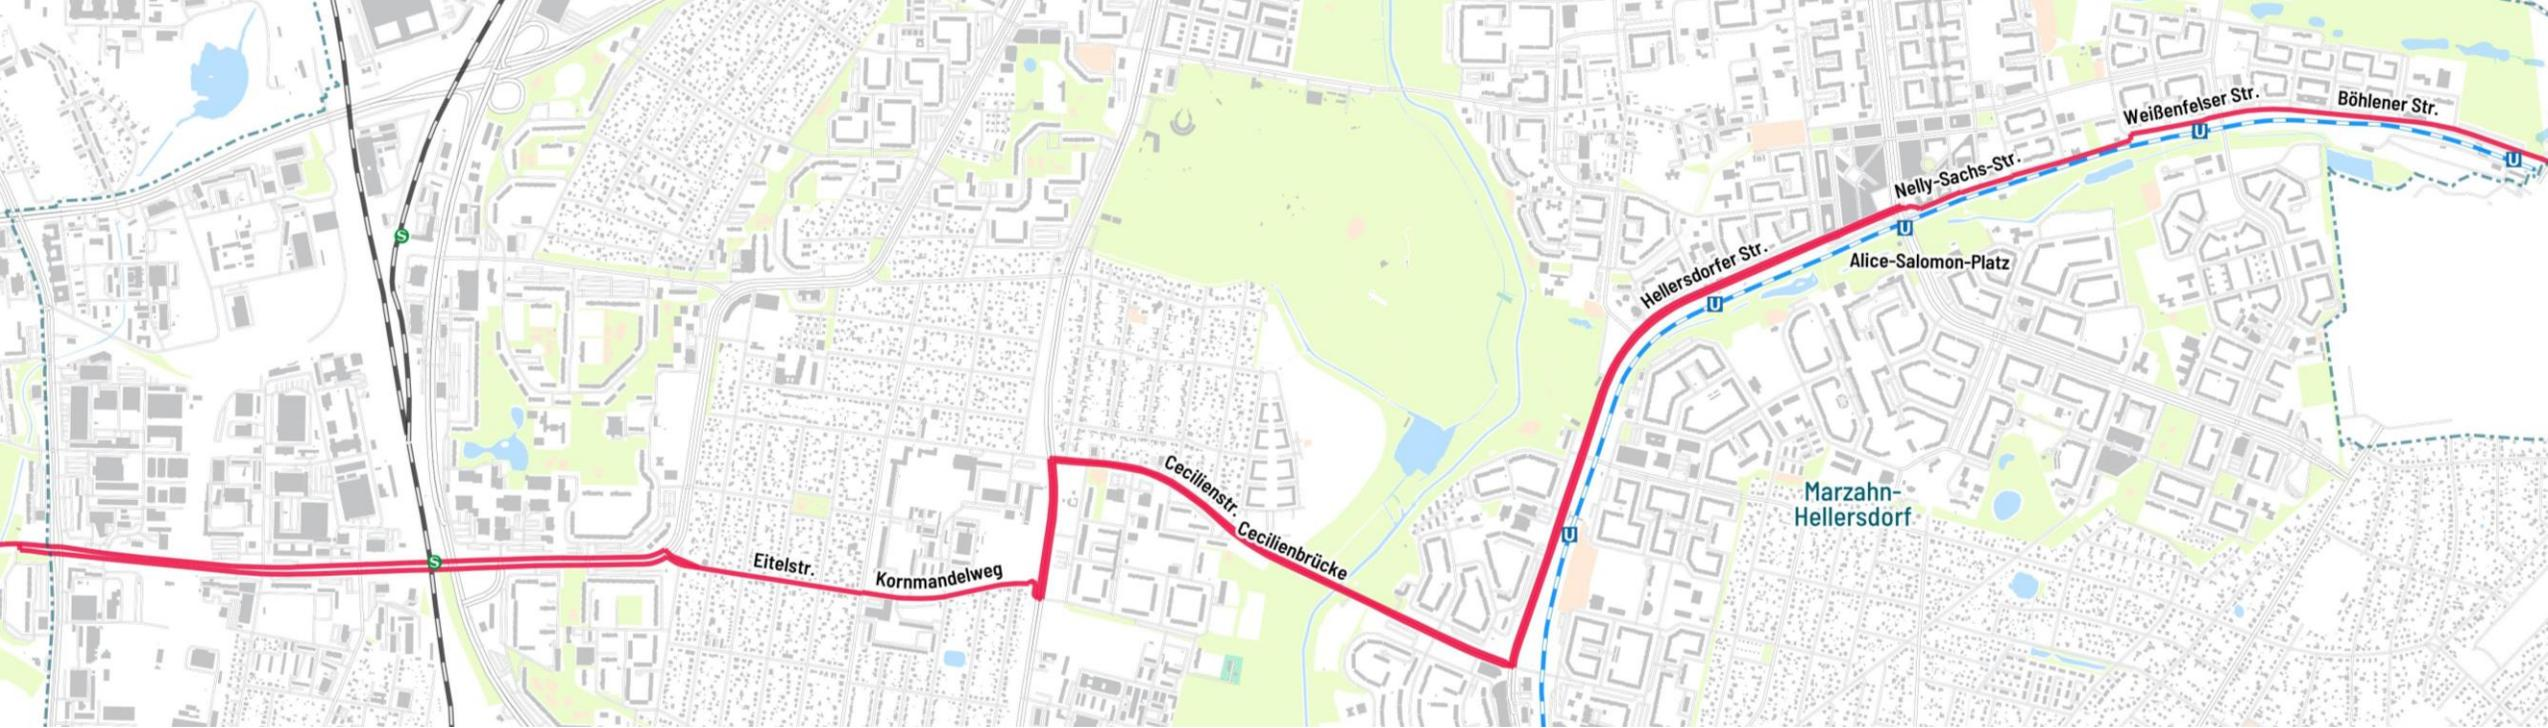 Weißenfelser Str.
Böhlener Str.
Nelly-Sachs-Str.
Hellersdorfer Str.
Alice-Salomon-Platz
U
U
U
U
U
S
Cecilienstr.
Cecilienbrücke
Marzahn-
Hellersdorf
S
Eitelstr.
Kornmandelweg